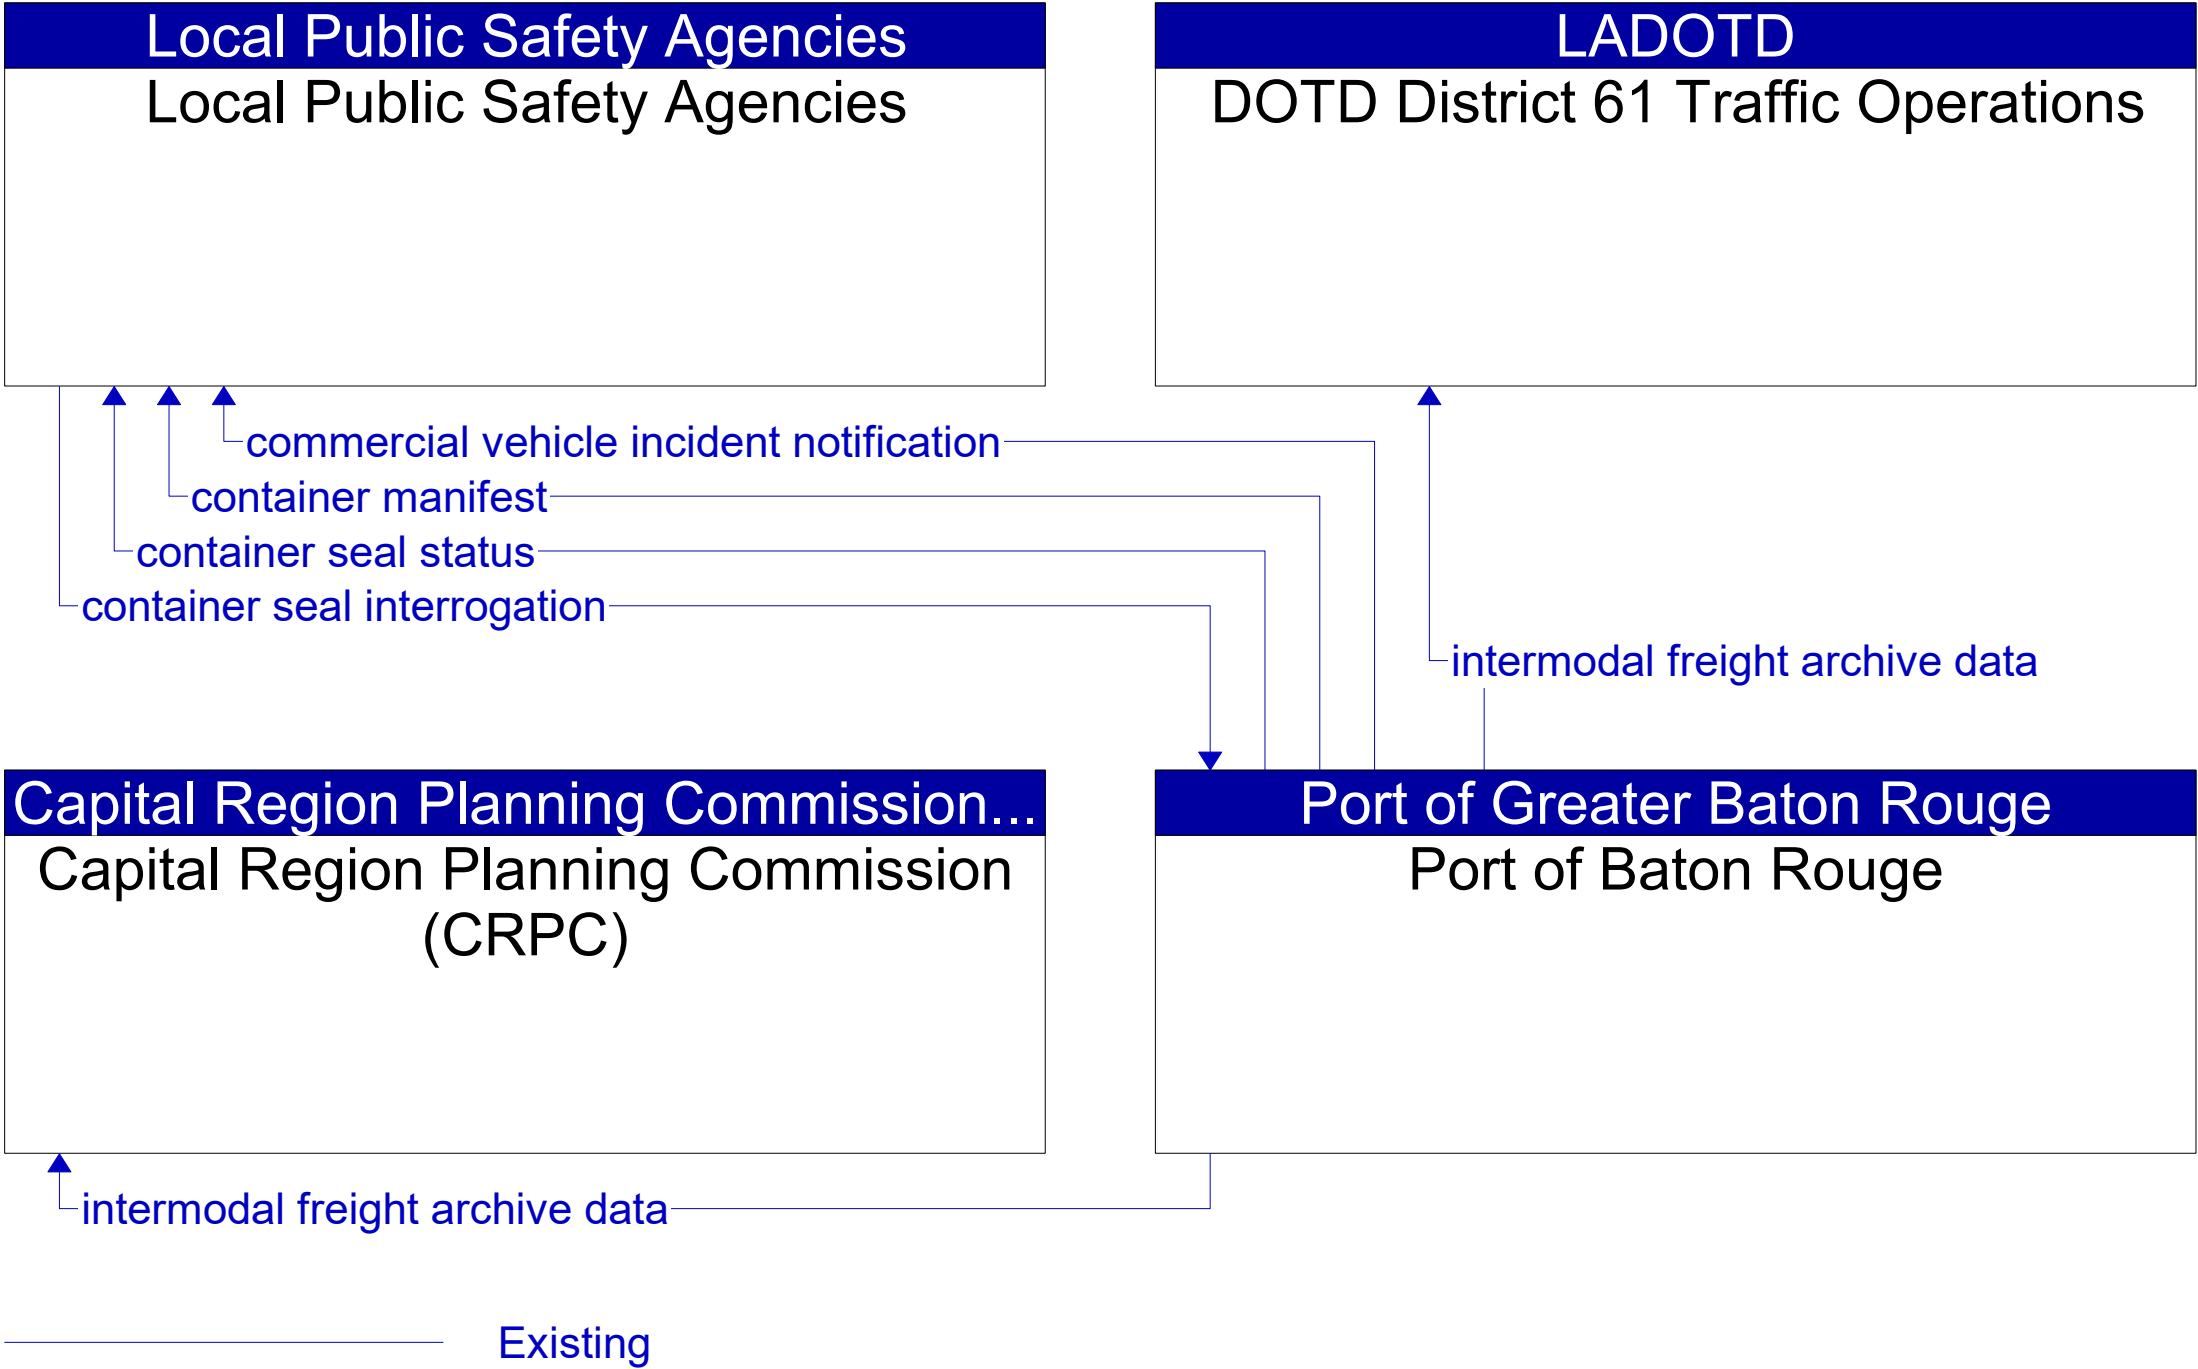 Local Public Safety Agencies
Local Public Safety Agencies
LADOTD
DOTD District 61 Traffic Operations
commercial vehicle incident notification
container manifest
container seal status
container seal interrogation
intermodal freight archive data
Capital Region Planning Commission...
Capital Region Planning Commission
(CRPC)
Port of Greater Baton Rouge
Port of Baton Rouge
intermodal freight archive data
Existing